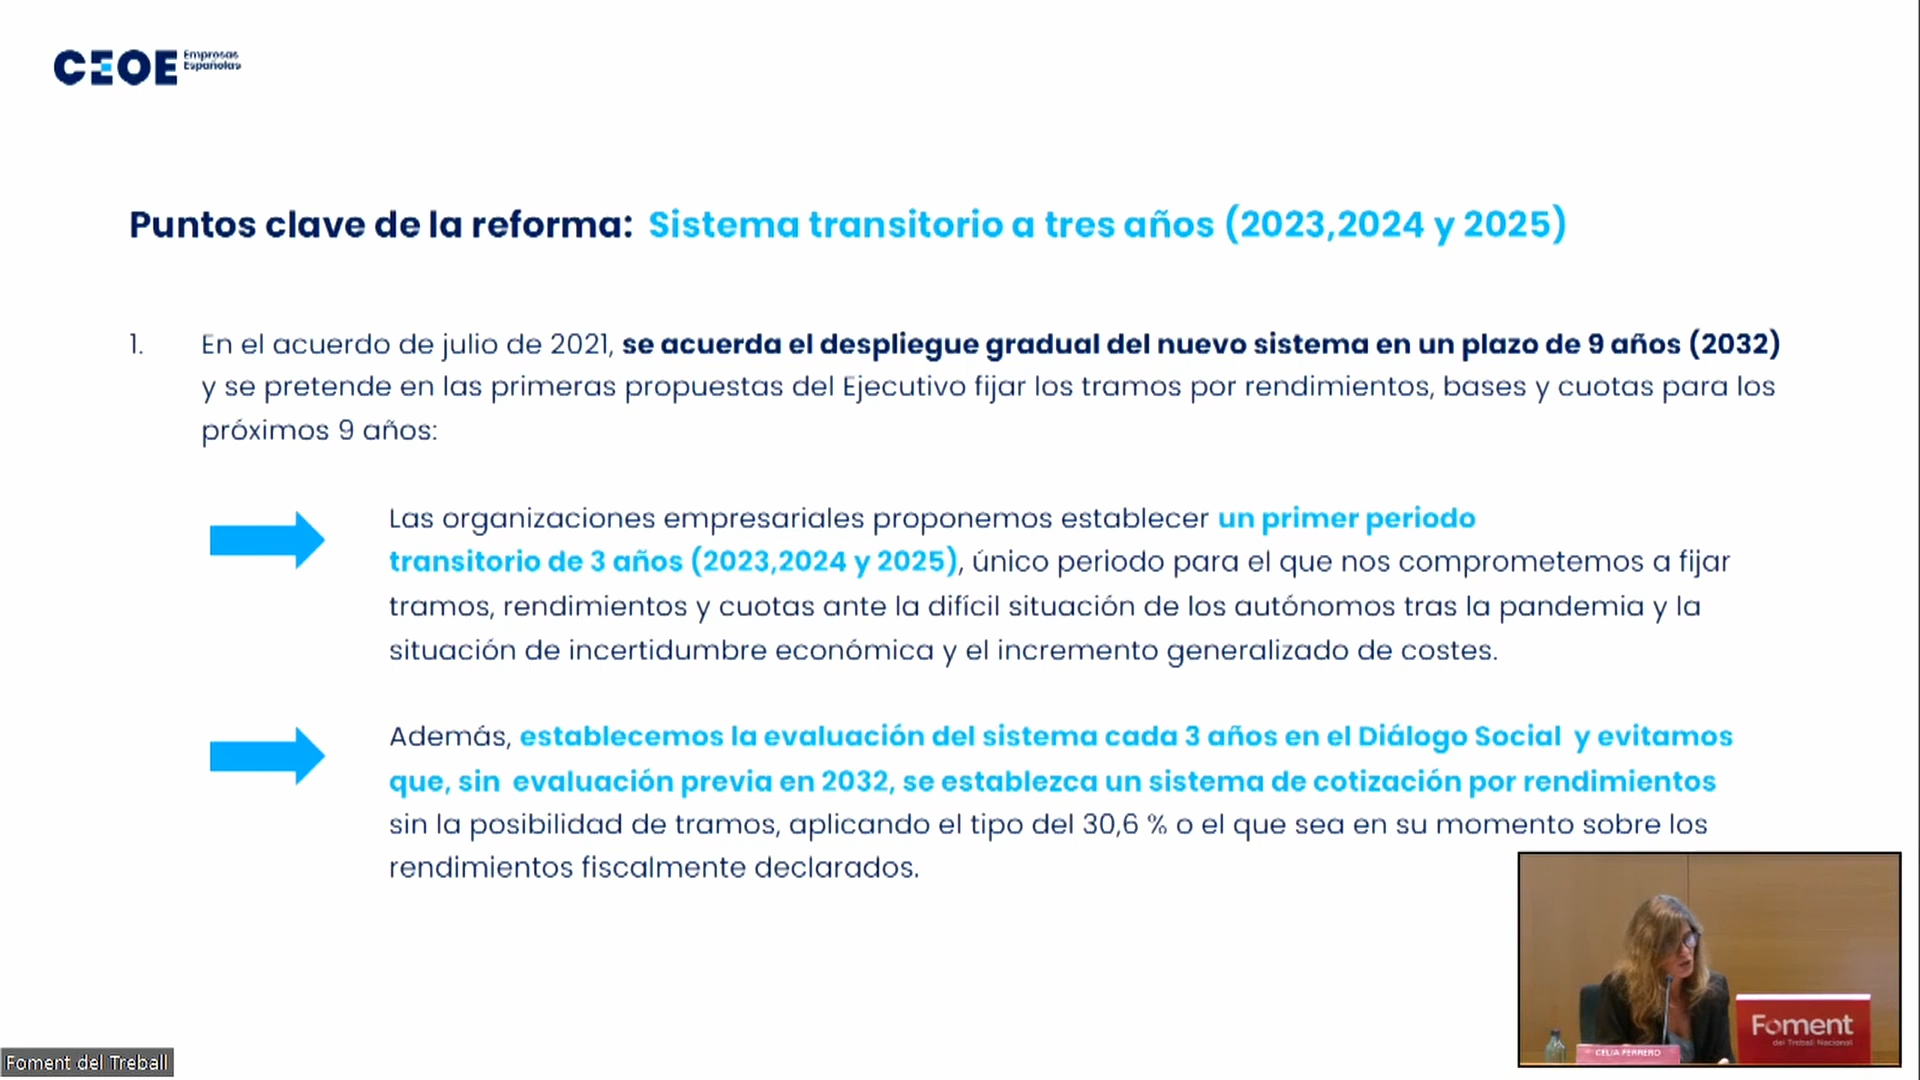 CEOE Empresas
Españolas
Puntos clave de la reforma: Sistema transitorio a tres años (2023,2024 y 2025)
1. En el acuerdo de julio de 2021, se acuerda el despliegue gradual del nuevo sistema en un plazo de 9 años (2032)
y se pretende en las primeras propuestas del Ejecutivo fijar los tramos por rendimientos, bases y cuotas para los
próximos 9 años:
Las organizaciones empresariales proponemos establecer un primer periodo
transitorio de 3 años (2023,2024 y 2025), único periodo para el que nos comprometemos a fijar
tramos, rendimientos y cuotas ante la difícil situación de los autónomos tras la pandemia y la
situación de incertidumbre económica y el incremento generalizado de costes.
Además, establecemos la evaluación del sistema cada 3 años en el Diálogo Social y evitamos
que, sin evaluación previa en 2032, se establezca un sistema de cotización por rendimientos
sin la posibilidad de tramos, aplicando el tipo del 30,6 % o el que sea en su momento sobre los
rendimientos fiscalmente declarados.
Foment
del Treball Nacional
CELIA FERRERO
Foment del Treball